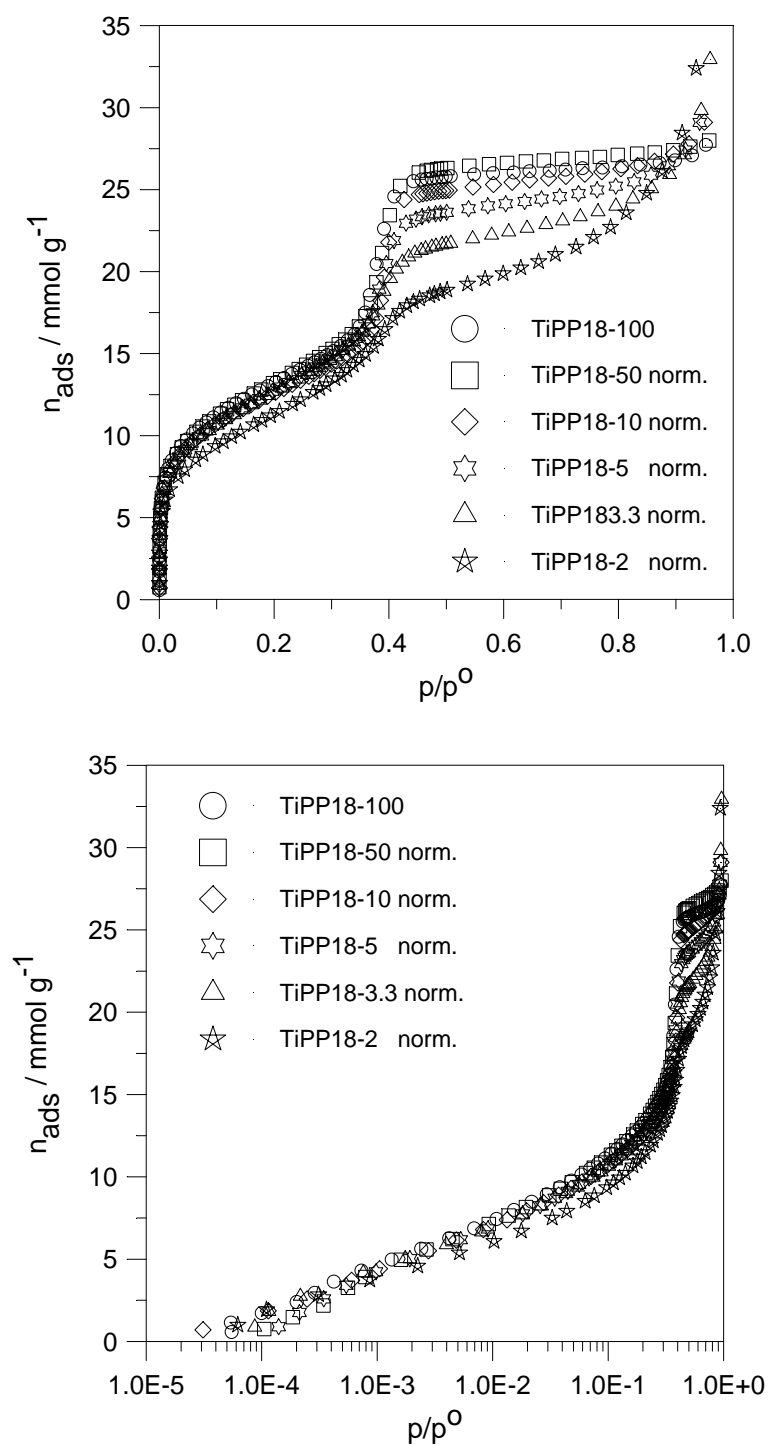 35
30
25
20
15
10
5
0
n_ads / mmol g^-1
TiPP18-100
TiPP18-50 norm.
TiPP18-10 norm.
TiPP18-5 norm.
TiPP183.3 norm.
TiPP18-2 norm.
0.0 0.2 0.4 0.6 0.8 1.0
p/p^o
35
30
25
20
15
10
5
0
n_ads / mmol g^-1
TiPP18-100
TiPP18-50 norm.
TiPP18-10 norm.
TiPP18-5 norm.
TiPP18-3.3 norm.
TiPP18-2 norm.
1.0E-5 1.0E-4 1.0E-3 1.0E-2 1.0E-1 1.0E+0
p/p^o